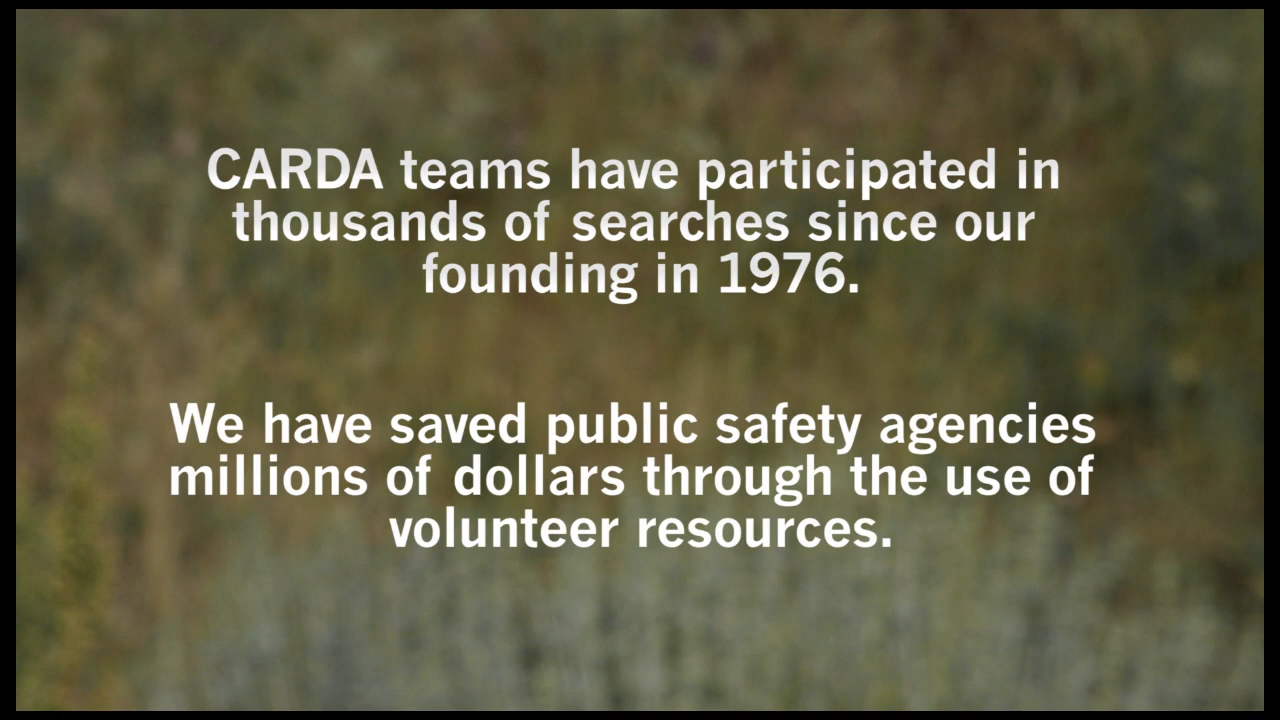 CARDA teams have participated in
thousands of searches since our
founding in 1976.
We have saved public safety agencies
millions of dollars through the use of
volunteer resources.